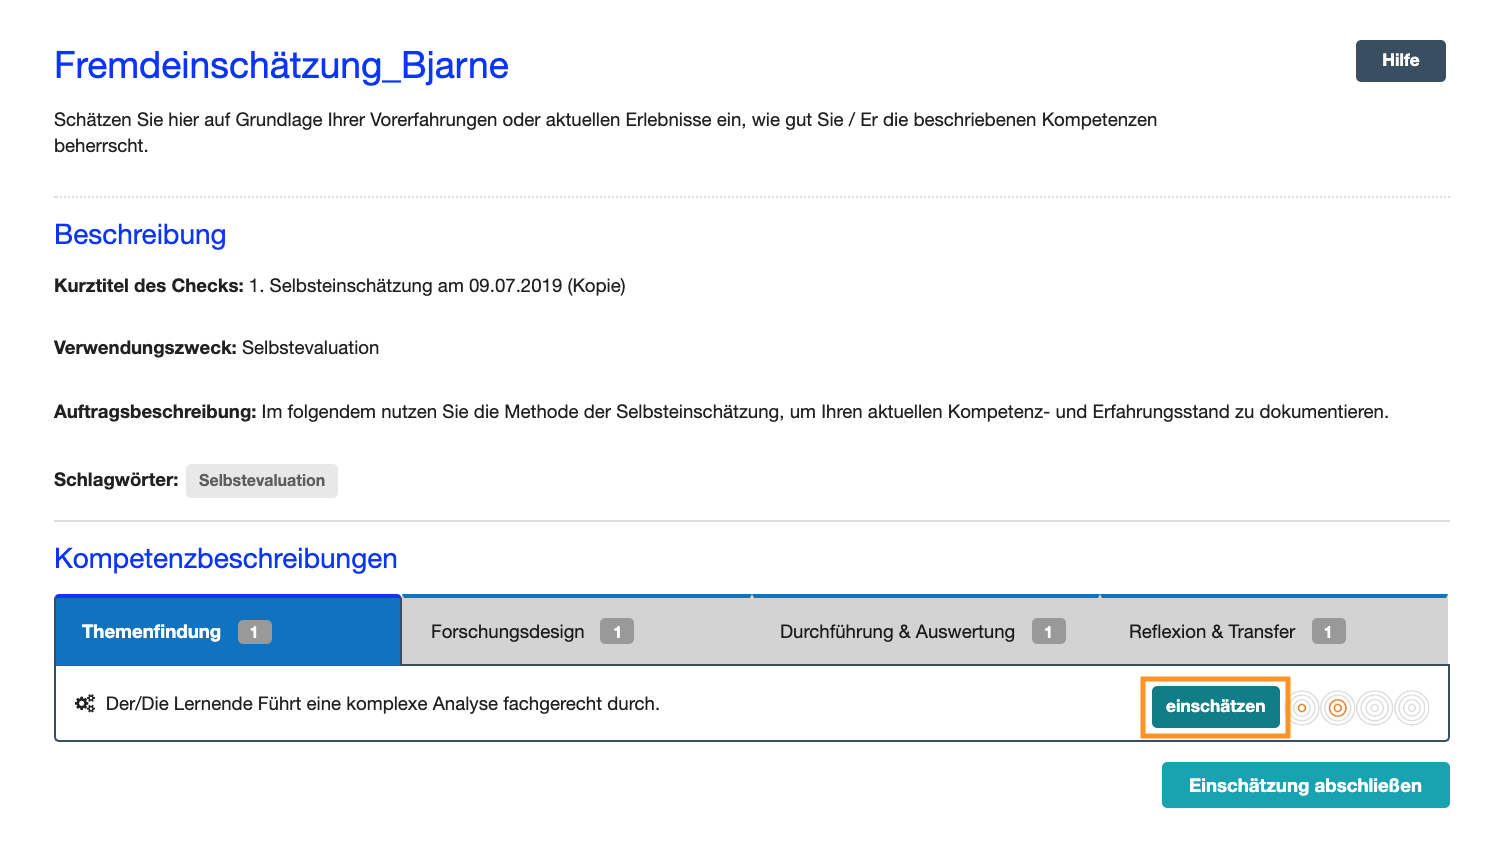 Fremdeinschätzung_Bjarne
Hilfe
Schätzen Sie hier auf Grundlage Ihrer Vorerfahrungen oder aktuellen Erlebnisse ein, wie gut Sie / Er die beschriebenen Kompetenzen
beherrscht.
Beschreibung
Kurztitel des Checks: 1. Selbsteinschätzung am 09.07.2019 (Kopie)
Verwendungszweck: Selbstevaluation
Auftragsbeschreibung: Im folgendem nutzen Sie die Methode der Selbsteinschätzung, um Ihren aktuellen Kompetenz- und Erfahrungsstand zu dokumentieren.
Schlagwörter: Selbstevaluation
Kompetenzbeschreibungen
Themenfindung 1 Forschungsdesign 1 Durchführung & Auswertung 1 Reflexion & Transfer 1
Der/Die Lernende Führt eine komplexe Analyse fachgerecht durch. einschätzen
Einschätzung abschließen